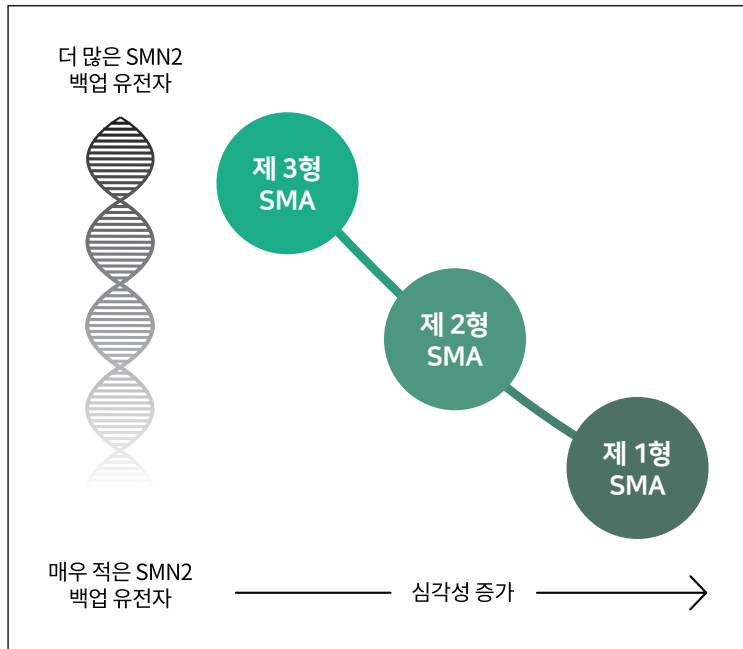 더 많은 SMN2
백업 유전자
제 3형
SMA
제 2형
SMA
제 1형
SMA
매우 적은 SMN2
백업 유전자
심각성 증가